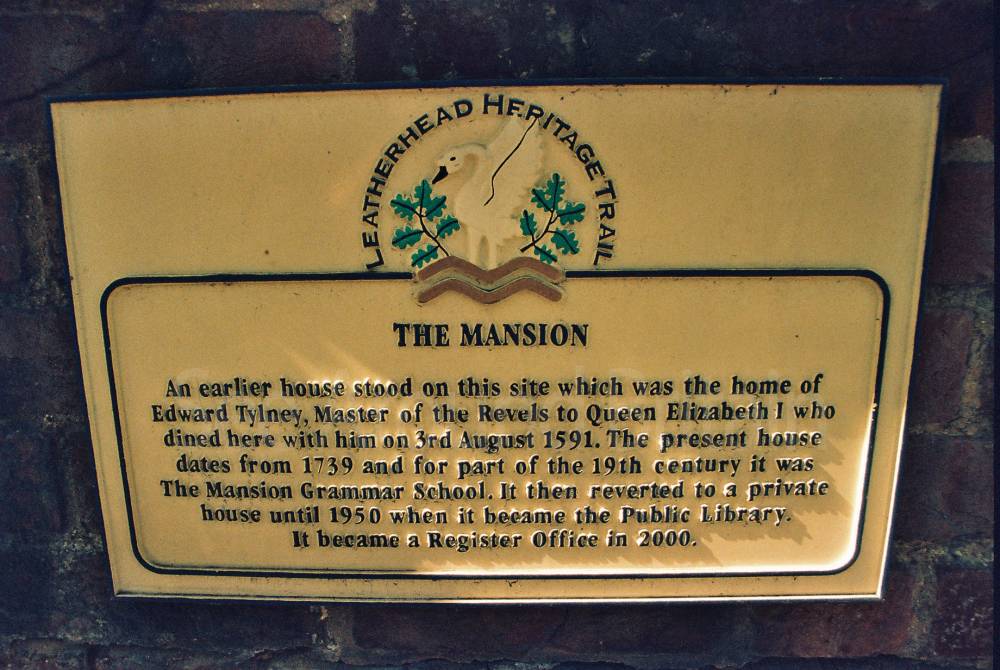 LEATHERHEAD HERITAGE TRAIL
THE MANSION
An earlier house stood on this site which was the home of
Edward Tylney, Master of the Revels to Queen Elizabeth I who
dined here with him on 3rd August 1591. The present house
dates from 1739 and for part of the 19th century it was
The Mansion Grammar School. It then reverted to a private
house until 1950 when it became the Public Library.
It became a Register Office in 2000.